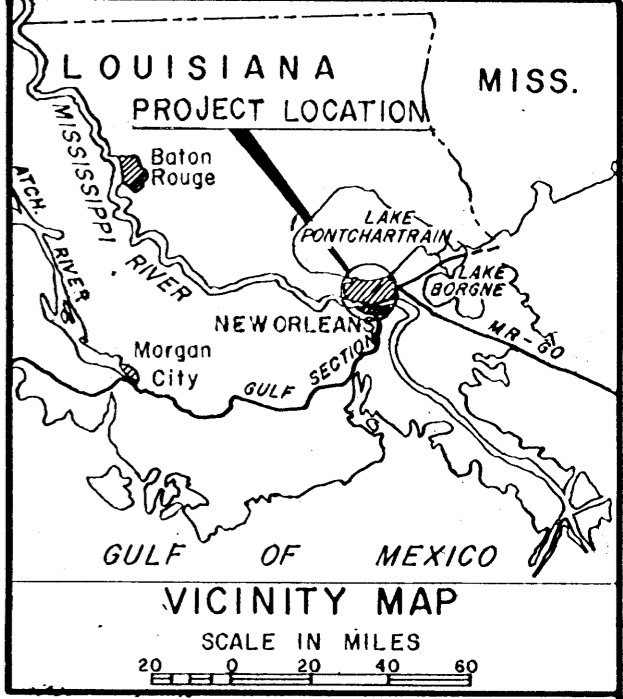 LOUISIANA
MISS.
PROJECT LOCATION
MISSISSIPPI RIVER
Baton
Rouge
ATCH. RIVER
LAKE
PONTCHARTRAIN
LAKE
BORGNE
NEW ORLEANS
MR-GO
Morgan
City
GULF SECTION
GULF OF MEXICO
VICINITY MAP
SCALE IN MILES
20 0 20 40 60